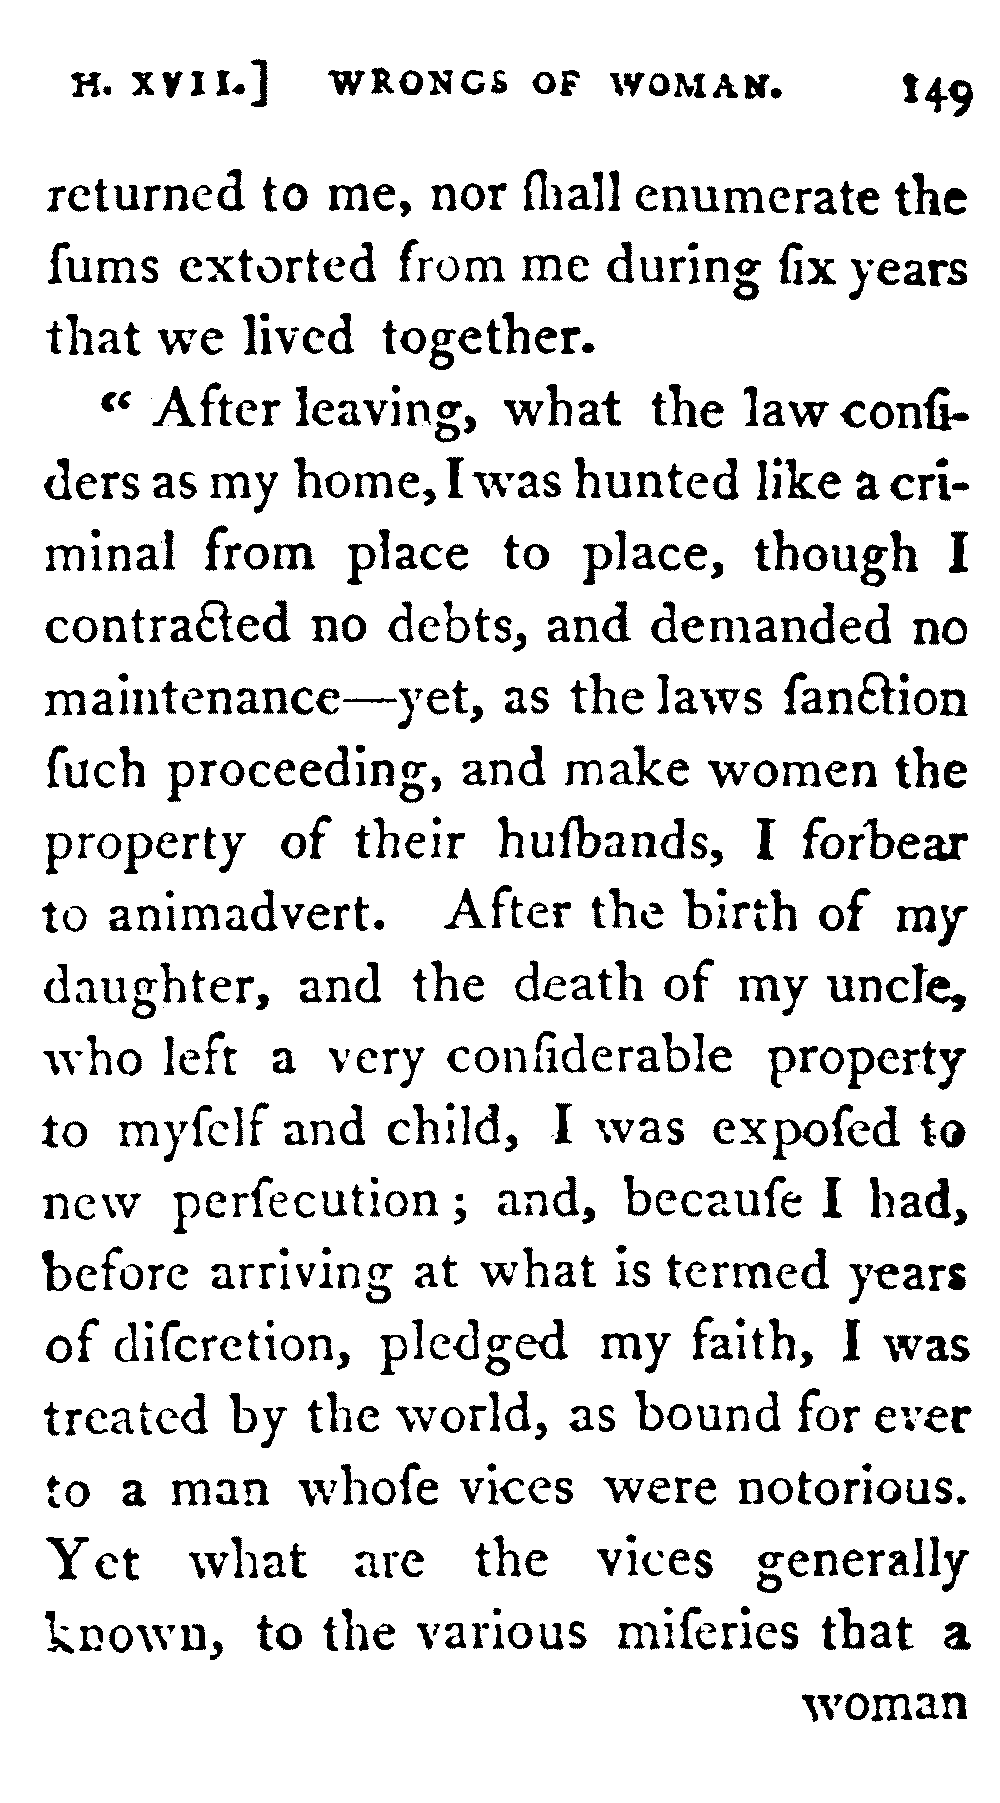 H. XVII.] WRONGS OF WOMAN. 149
returned to me, nor ſhall enumerate the
ſums extorted from me during ſix years
that we lived together.
“ After leaving, what the law conſi-
ders as my home, I was hunted like a cri-
minal from place to place, though I
contracted no debts, and demanded no
maintenance—yet, as the laws ſanction
ſuch proceeding, and make women the
property of their huſbands, I forbear
to animadvert. After the birth of my
daughter, and the death of my uncle,
who left a very conſiderable property
to myſelf and child, I was expoſed to
new perſecution ; and, becauſe I had,
before arriving at what is termed years
of diſcretion, pledged my faith, I was
treated by the world, as bound for ever
to a man whoſe vices were notorious.
Yet what are the vices generally
known, to the various miſeries that a
woman